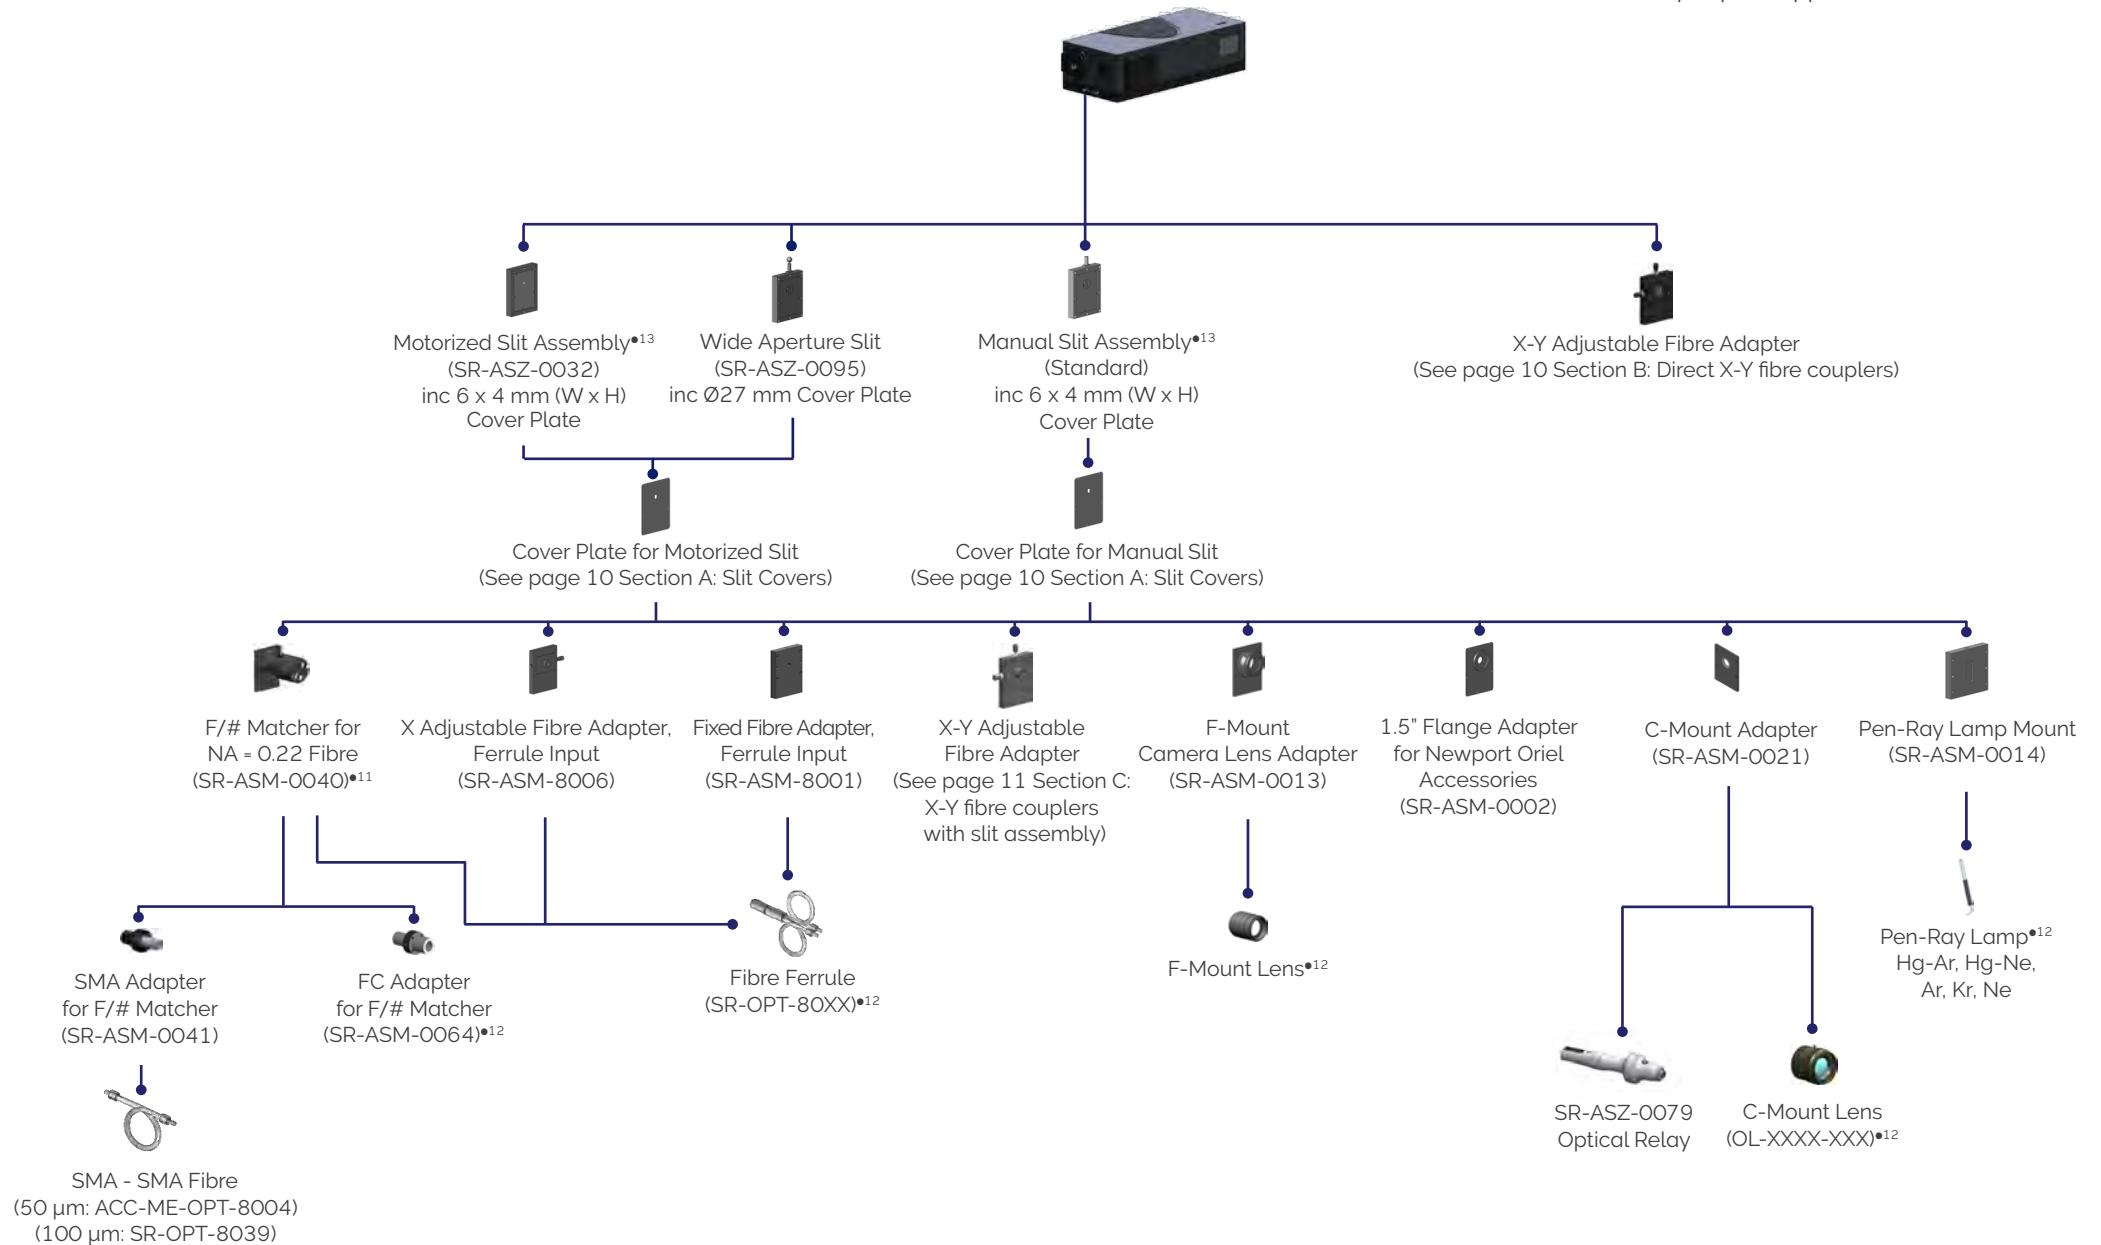 Motorized Slit Assembly●13
(SR-ASZ-0032)
inc 6 x 4 mm (W x H)
Cover Plate
Wide Aperture Slit
(SR-ASZ-0095)
inc Ø27 mm Cover Plate
Manual Slit Assembly●13
(Standard)
inc 6 x 4 mm (W x H)
Cover Plate
X-Y Adjustable Fibre Adapter
(See page 10 Section B: Direct X-Y fibre couplers)
Cover Plate for Motorized Slit
(See page 10 Section A: Slit Covers)
Cover Plate for Manual Slit
(See page 10 Section A: Slit Covers)
F/# Matcher for
NA = 0.22 Fibre
(SR-ASM-0040)●11
X Adjustable Fibre Adapter,
Ferrule Input
(SR-ASM-8006)
Fixed Fibre Adapter,
Ferrule Input
(SR-ASM-8001)
X-Y Adjustable
Fibre Adapter
(See page 11 Section C:
X-Y fibre couplers
with slit assembly)
F-Mount
Camera Lens Adapter
(SR-ASM-0013)
1.5" Flange Adapter
for Newport Oriel
Accessories
(SR-ASM-0002)
C-Mount Adapter
(SR-ASM-0021)
Pen-Ray Lamp Mount
(SR-ASM-0014)
SMA Adapter
for F/# Matcher
(SR-ASM-0041)
FC Adapter
for F/# Matcher
(SR-ASM-0064)●12
Fibre Ferrule
(SR-OPT-80XX)●12
F-Mount Lens●12
Pen-Ray Lamp●12
Hg-Ar, Hg-Ne,
Ar, Kr, Ne
SR-ASZ-0079
Optical Relay
C-Mount Lens
(OL-XXXX-XXX)●12
SMA - SMA Fibre
(50 µm: ACC-ME-OPT-8004)
(100 µm: SR-OPT-8039)